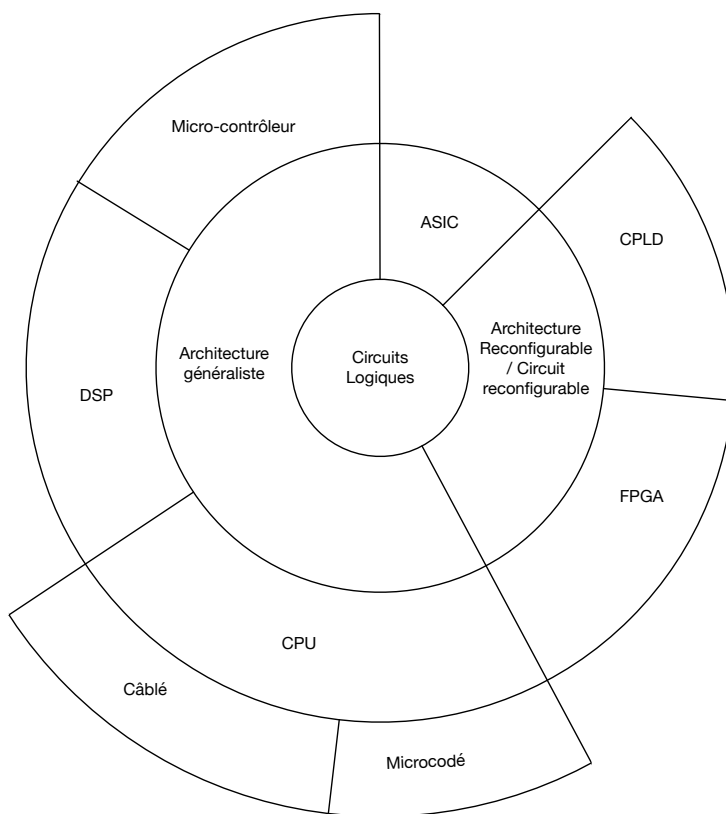 Micro-contrôleur
ASIC
CPLD
Architecture
généraliste
Circuits
Logiques
Architecture
Reconfigurable
/ Circuit
reconfigurable
DSP
FPGA
CPU
Câblé
Microcodé